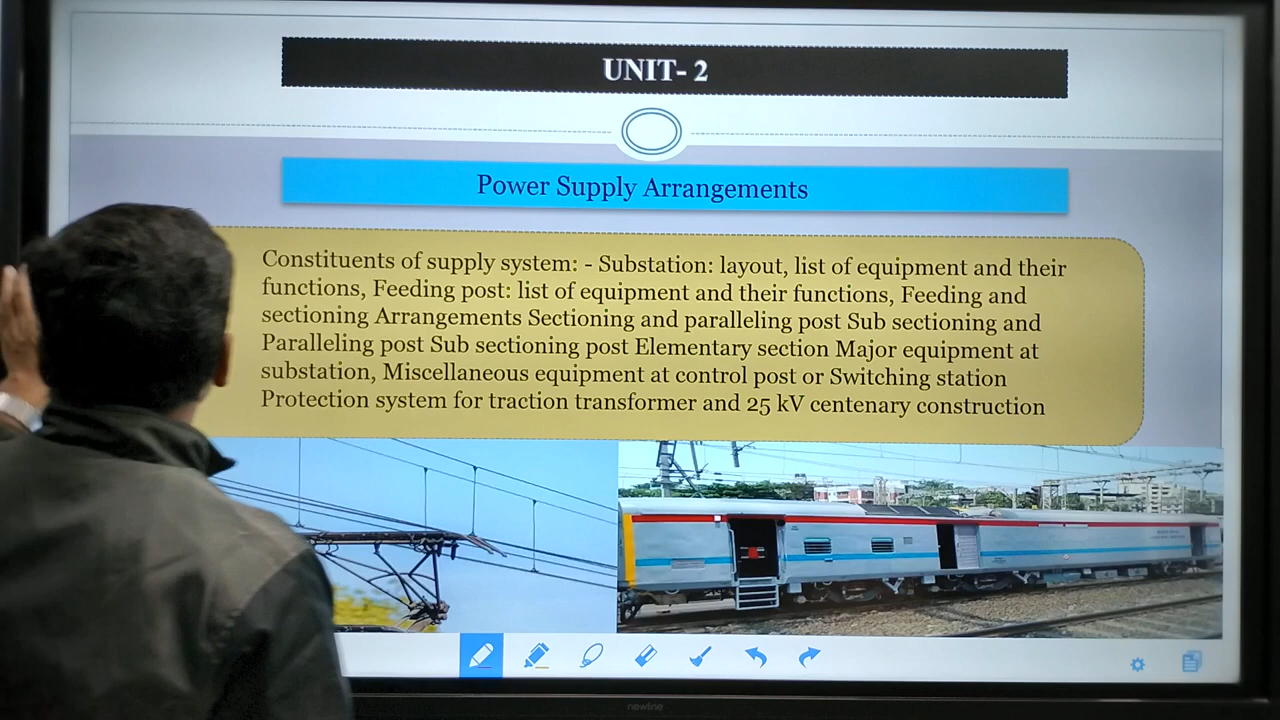 UNIT- 2
Power Supply Arrangements
Constituents of supply system: - Substation: layout, list of equipment and their
functions, Feeding post: list of equipment and their functions, Feeding and
sectioning Arrangements Sectioning and paralleling post Sub sectioning and
Paralleling post Sub sectioning post Elementary section Major equipment at
substation, Miscellaneous equipment at control post or Switching station
Protection system for traction transformer and 25 kV centenary construction
newline